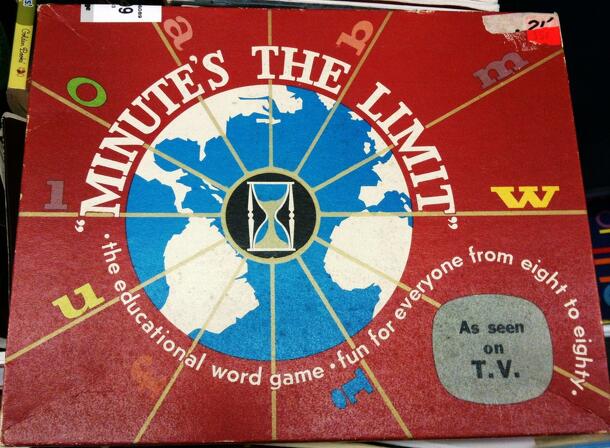 "MINUTE'S THE LIMIT"
a
b
m
o
l
w
u
f
i
• the educational word game • fun for everyone from eight to eighty •
As seen
on
T.V.